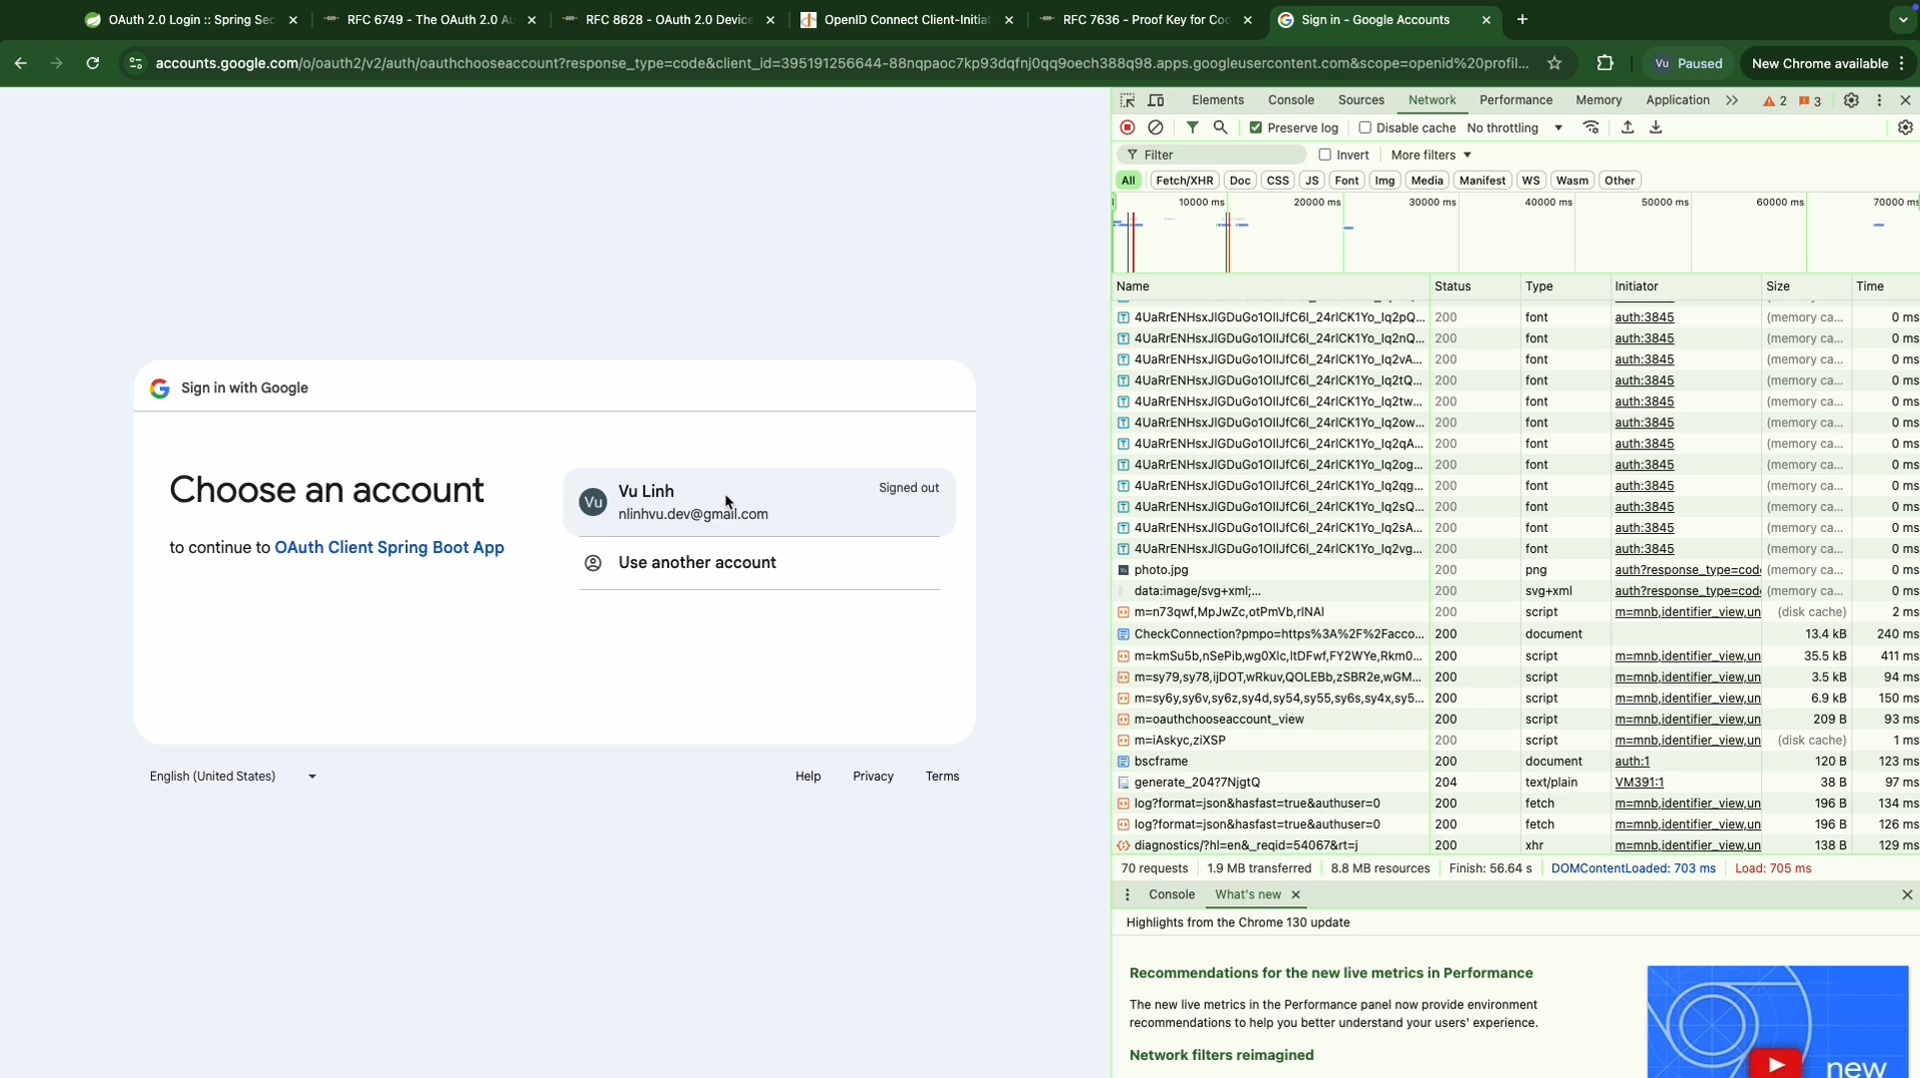 OAuth 2.0 Login :: Spring Sec
RFC 6749 - The OAuth 2.0 Au
RFC 8628 - OAuth 2.0 Device
OpenID Connect Client-Initiat
RFC 7636 - Proof Key for Co
Sign in - Google Accounts
accounts.google.com/o/oauth2/v2/auth/oauthchooseaccount?response_type=code&client_id=395191256644-88nqpaoc7kp93dqfnj0qq9oech388q98.apps.googleusercontent.com&scope=openid%20profil...
Vu Paused
New Chrome available
Sign in with Google
Choose an account
to continue to OAuth Client Spring Boot App
Vu
Vu Linh
Signed out
nlinhvu.dev@gmail.com
Use another account
English (United States)
Help Privacy Terms
Elements Console Sources Network Performance Memory Application 2 3
Preserve log Disable cache No throttling
Filter Invert More filters
All Fetch/XHR Doc CSS JS Font Img Media Manifest WS Wasm Other
10000 ms 20000 ms 30000 ms 40000 ms 50000 ms 60000 ms 70000 ms
Name Status Type Initiator Size Time
4UaRrENHsxJlGDuGo1OIlJfC6l_24rlCK1Yo_Iq2pQ... 200 font auth:3845 (memory ca... 0 ms
4UaRrENHsxJlGDuGo1OIlJfC6l_24rlCK1Yo_Iq2nQ... 200 font auth:3845 (memory ca... 0 ms
4UaRrENHsxJlGDuGo1OIlJfC6l_24rlCK1Yo_Iq2vA... 200 font auth:3845 (memory ca... 0 ms
4UaRrENHsxJlGDuGo1OIlJfC6l_24rlCK1Yo_Iq2tQ... 200 font auth:3845 (memory ca... 0 ms
4UaRrENHsxJlGDuGo1OIlJfC6l_24rlCK1Yo_Iq2tw... 200 font auth:3845 (memory ca... 0 ms
4UaRrENHsxJlGDuGo1OIlJfC6l_24rlCK1Yo_Iq2ow... 200 font auth:3845 (memory ca... 0 ms
4UaRrENHsxJlGDuGo1OIlJfC6l_24rlCK1Yo_Iq2qA... 200 font auth:3845 (memory ca... 0 ms
4UaRrENHsxJlGDuGo1OIlJfC6l_24rlCK1Yo_Iq2og... 200 font auth:3845 (memory ca... 0 ms
4UaRrENHsxJlGDuGo1OIlJfC6l_24rlCK1Yo_Iq2qg... 200 font auth:3845 (memory ca... 0 ms
4UaRrENHsxJlGDuGo1OIlJfC6l_24rlCK1Yo_Iq2sQ... 200 font auth:3845 (memory ca... 0 ms
4UaRrENHsxJlGDuGo1OIlJfC6l_24rlCK1Yo_Iq2sA... 200 font auth:3845 (memory ca... 0 ms
4UaRrENHsxJlGDuGo1OIlJfC6l_24rlCK1Yo_Iq2vg... 200 font auth:3845 (memory ca... 0 ms
photo.jpg 200 png auth?response_type=code (memory ca... 0 ms
data:image/svg+xml;... 200 svg+xml auth?response_type=code (memory ca... 0 ms
m=n73qwf,MpJwZc,otPmVb,rlNAl 200 script m=mnb,identifier_view,un (disk cache) 2 ms
CheckConnection?pmpo=https%3A%2F%2Facco... 200 document 13.4 kB 240 ms
m=kmSu5b,nSePib,wg0Xlc,ltDFwf,FY2WYe,Rkm0... 200 script m=mnb,identifier_view,un 35.5 kB 411 ms
m=sy79,sy78,ijDOT,wRkuv,QOLEBb,zSBR2e,wGM... 200 script m=mnb,identifier_view,un 3.5 kB 94 ms
m=sy6y,sy6v,sy6z,sy4d,sy54,sy55,sy6s,sy4x,sy5... 200 script m=mnb,identifier_view,un 6.9 kB 150 ms
m=oauthchooseaccount_view 200 script m=mnb,identifier_view,un 209 B 93 ms
m=iAskyc,ziXSP 200 script m=mnb,identifier_view,un (disk cache) 1 ms
bscframe 200 document auth:1 120 B 123 ms
generate_204?7NjgtQ 204 text/plain VM391:1 38 B 97 ms
log?format=json&hasfast=true&authuser=0 200 fetch m=mnb,identifier_view,un 196 B 134 ms
log?format=json&hasfast=true&authuser=0 200 fetch m=mnb,identifier_view,un 196 B 126 ms
diagnostics/?hl=en&_reqid=54067&rt=j 200 xhr m=mnb,identifier_view,un 138 B 129 ms
70 requests 1.9 MB transferred 8.8 MB resources Finish: 56.64 s DOMContentLoaded: 703 ms Load: 705 ms
Console What's new
Highlights from the Chrome 130 update
Recommendations for the new live metrics in Performance
The new live metrics in the Performance panel now provide environment
recommendations to help you better understand your users' experience.
Network filters reimagined
new